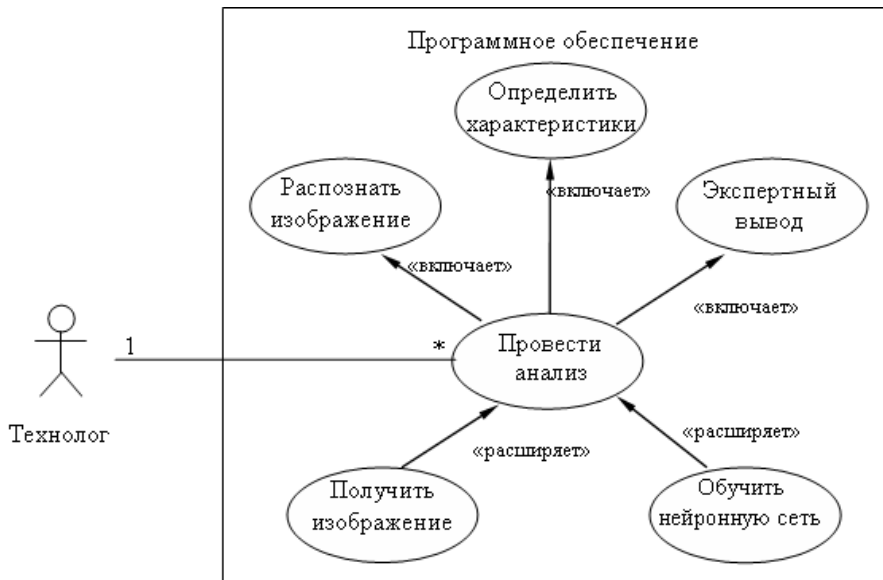 Программное обеспечение
Определить
характеристики
Распознать
изображение
«включает»
Экспертный
вывод
«включает»
«включает»
1
*
Провести
анализ
Технолог
«расширяет»
«расширяет»
Получить
изображение
Обучить
нейронную сеть